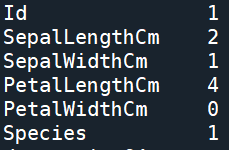 Id 1
SepalLengthCm 2
SepalWidthCm 1
PetalLengthCm 4
PetalWidthCm 0
Species 1